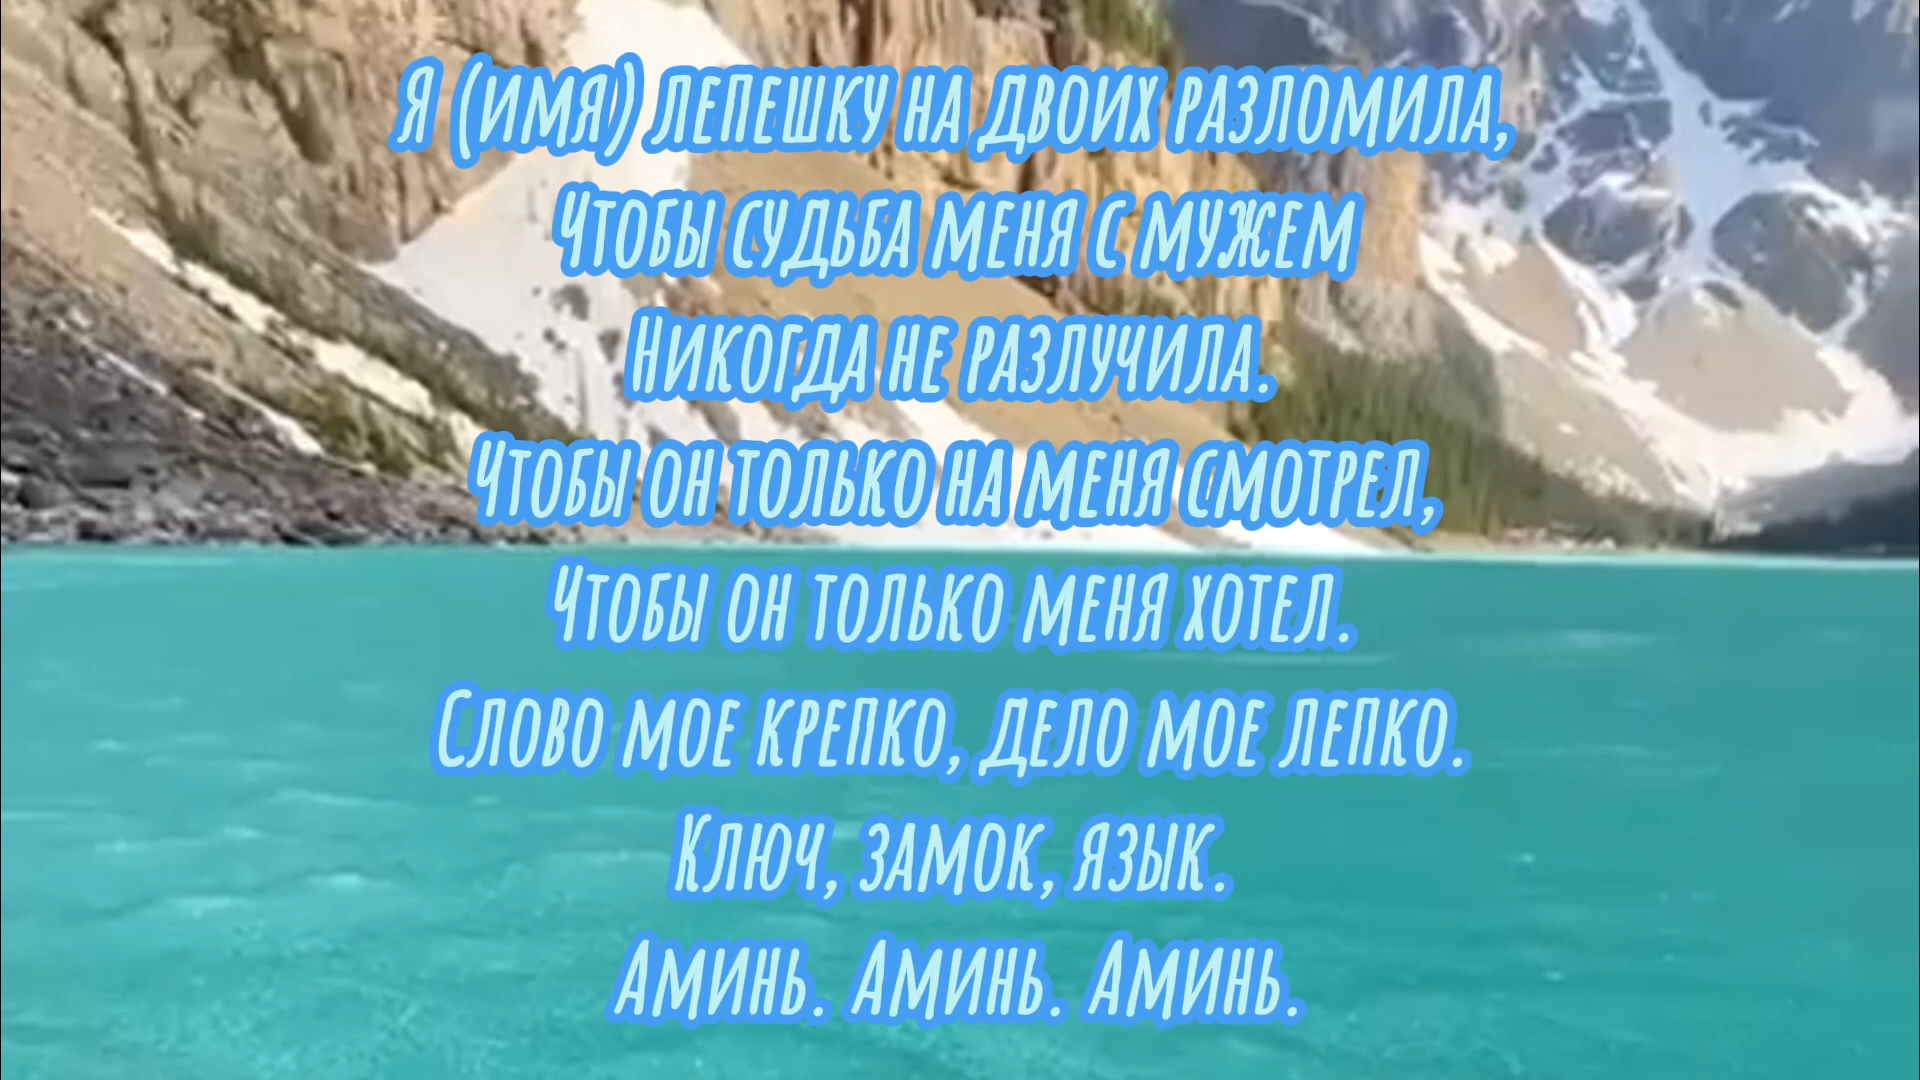 Я (имя) лепешку на двоих разломила,
Чтобы судьба меня с мужем
Никогда не разлучила.
Чтобы он только на меня смотрел,
Чтобы он только меня хотел.
Слово мое крепко, дело мое лепко.
Ключ, замок, язык.
Аминь. Аминь. Аминь.